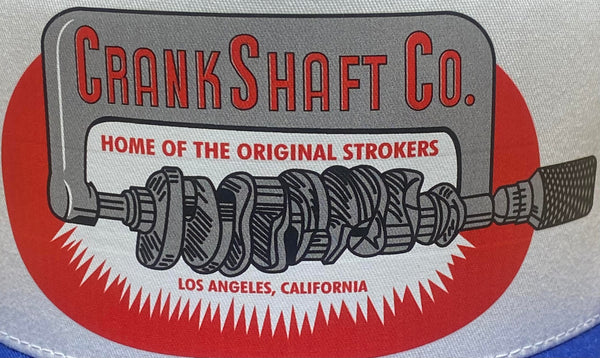 CRANKSHAFT CO.
HOME OF THE ORIGINAL STROKERS
LOS ANGELES, CALIFORNIA